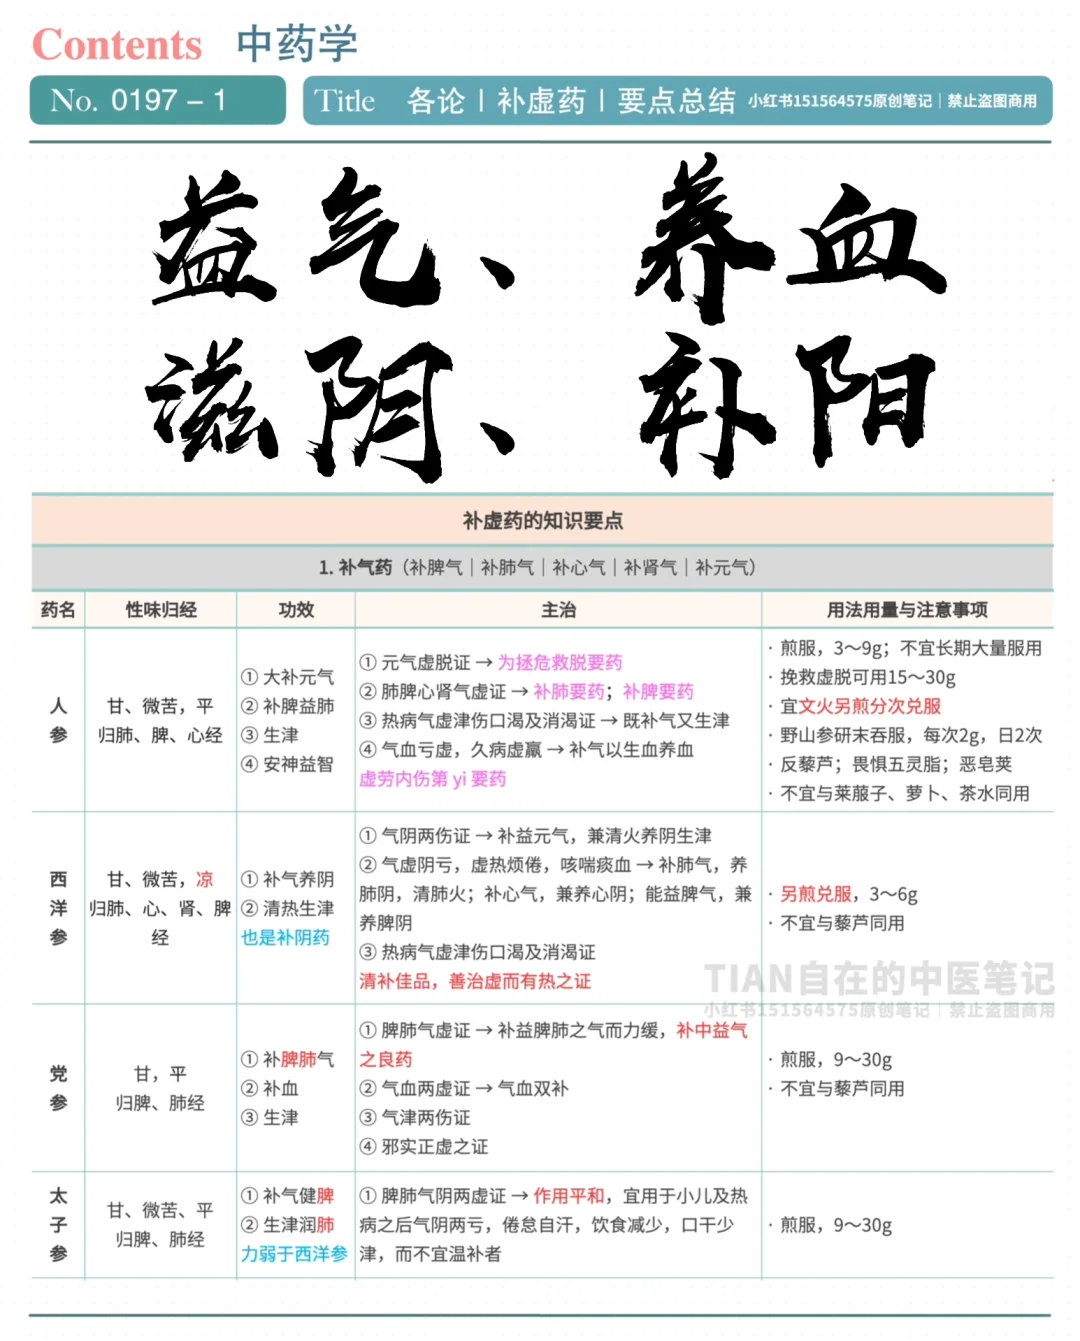 Contents 中药学
No. 0197 – 1
Title 各论 | 补虚药 | 要点总结 小红书151564575原创笔记 | 禁止盗图商用
益气、养血
滋阴、补阳
补虚药的知识要点
1. 补气药（补脾气 | 补肺气 | 补心气 | 补肾气 | 补元气）
药名 性味归经 功效 主治 用法用量与注意事项
人
参
甘、微苦，平
归肺、脾、心经
① 大补元气
② 补脾益肺
③ 生津
④ 安神益智
① 元气虚脱证 → 为拯危救脱要药
② 肺脾心肾气虚证 → 补肺要药；补脾要药
③ 热病气虚津伤口渴及消渴证 → 既补气又生津
④ 气血亏虚，久病虚羸 → 补气以生血养血
虚劳内伤第 yi 要药
· 煎服，3～9g；不宜长期大量服用
· 挽救虚脱可用15～30g
· 宜文火另煎分次兑服
· 野山参研末吞服，每次2g，日2次
· 反藜芦；畏惧五灵脂；恶皂荚
· 不宜与莱菔子、萝卜、茶水同用
西
洋
参
甘、微苦，凉
归肺、心、肾、脾
经
① 补气养阴
② 清热生津
也是补阴药
① 气阴两伤证 → 补益元气，兼清火养阴生津
② 气虚阴亏，虚热烦倦，咳喘痰血 → 补肺气，养
肺阴，清肺火；补心气，兼养心阴；能益脾气，兼
养脾阴
③ 热病气虚津伤口渴及消渴证
清补佳品，善治虚而有热之证
· 另煎兑服，3～6g
· 不宜与藜芦同用
TIAN自在的中医笔记
小红书151564575原创笔记 | 禁止盗图商用
党
参
甘，平
归脾、肺经
① 补脾肺气
② 补血
③ 生津
① 脾肺气虚证 → 补益脾肺之气而力缓，补中益气
之良药
② 气血两虚证 → 气血双补
③ 气津两伤证
④ 邪实正虚之证
· 煎服，9～30g
· 不宜与藜芦同用
太
子
参
甘、微苦、平
归脾、肺经
① 补气健脾
② 生津润肺
力弱于西洋参
① 脾肺气阴两虚证 → 作用平和，宜用于小儿及热
病之后气阴两亏，倦怠自汗，饮食减少，口干少
津，而不宜温补者
· 煎服，9～30g